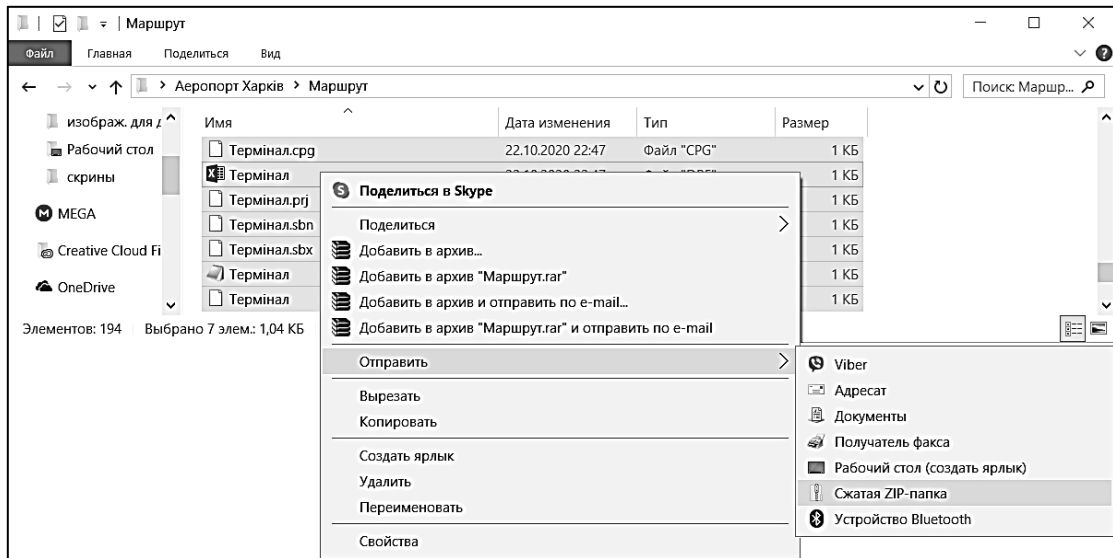 Маршрут
Файл Главная Поделиться Вид
Аеропорт Харків Маршрут Поиск: Маршр...
изображ. для д
Рабочий стол
скрины
MEGA
Creative Cloud Fi
OneDrive
Имя Дата изменения Тип Размер
Термінал.cpg 22.10.2020 22:47 Файл "CPG" 1 КБ
Термінал 1 КБ
Термінал.prj 1 КБ
Термінал.sbn 1 КБ
Термінал.sbx 1 КБ
Термінал 1 КБ
Термінал 1 КБ
Элементов: 194 Выбрано 7 элем.: 1,04 КБ
Поделиться в Skype
Поделиться
Добавить в архив...
Добавить в архив "Маршрут.rar"
Добавить в архив и отправить по e-mail...
Добавить в архив "Маршрут.rar" и отправить по e-mail
Отправить
Вырезать
Копировать
Создать ярлык
Удалить
Переименовать
Свойства
Viber
Адресат
Документы
Получатель факса
Рабочий стол (создать ярлык)
Сжатая ZIP-папка
Устройство Bluetooth